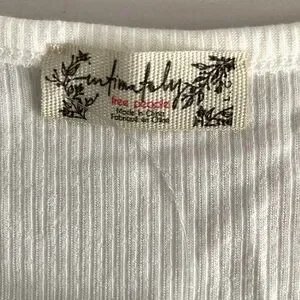 intimately
free people
Made in China
Fabriqué en Chine